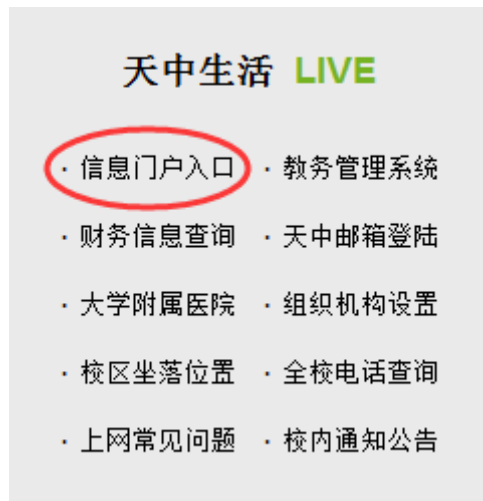 天中生活 LIVE
· 信息门户入口 · 教务管理系统
· 财务信息查询 · 天中邮箱登陆
· 大学附属医院 · 组织机构设置
· 校区坐落位置 · 全校电话查询
· 上网常见问题 · 校内通知公告